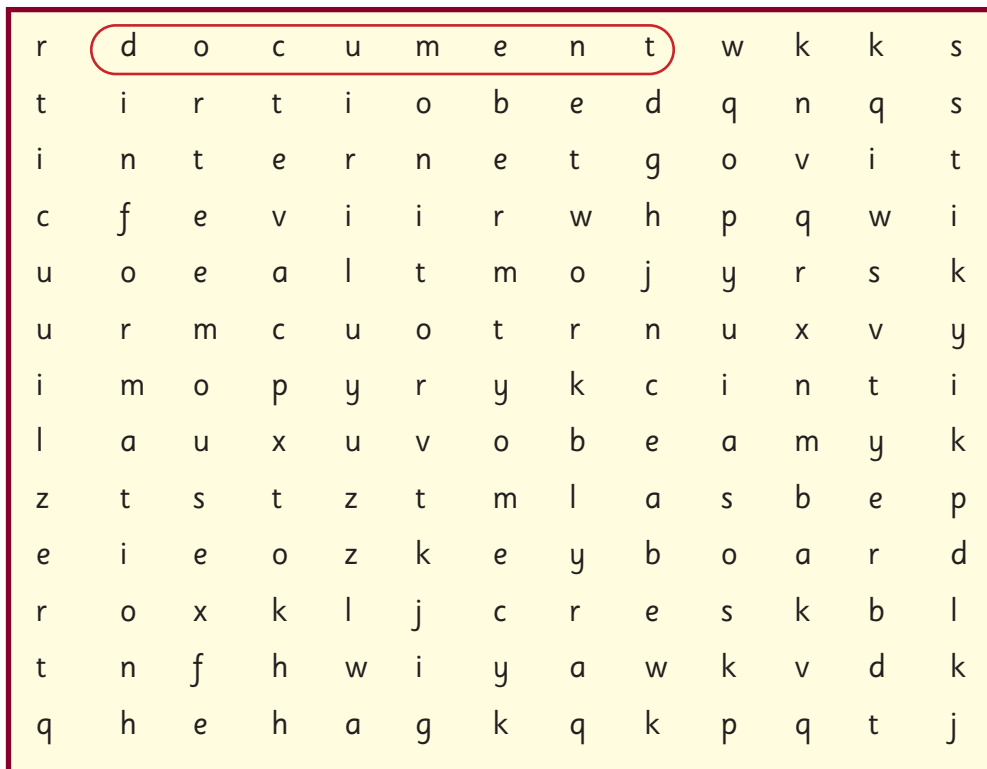 r d o c u m e n t w k k s
t i r t i o b e d q n q s
i n t e r n e t g o v i t
c f e v i i r w h p q w i
u o e a l t m o j y r s k
u r m c u o t r n u x v y
i m o p y r y k c i n t i
l a u x u v o b e a m y k
z t s t z t m l a s b e p
e i e o z k e y b o a r d
r o x k l j c r e s k b l
t n f h w i y a w k v d k
q h e h a g k q k p q t j